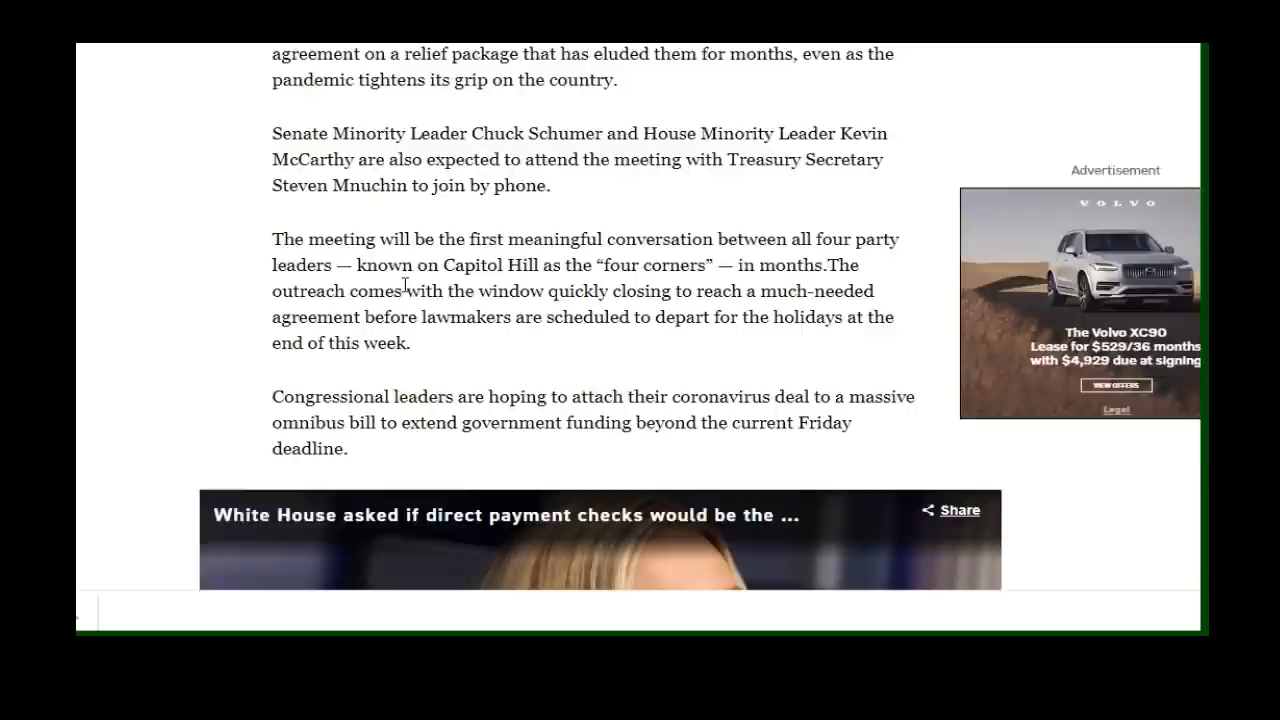 agreement on a relief package that has eluded them for months, even as the
pandemic tightens its grip on the country.
Senate Minority Leader Chuck Schumer and House Minority Leader Kevin
McCarthy are also expected to attend the meeting with Treasury Secretary
Steven Mnuchin to join by phone.
The meeting will be the first meaningful conversation between all four party
leaders — known on Capitol Hill as the “four corners” — in months.The
outreach comes with the window quickly closing to reach a much-needed
agreement before lawmakers are scheduled to depart for the holidays at the
end of this week.
Congressional leaders are hoping to attach their coronavirus deal to a massive
omnibus bill to extend government funding beyond the current Friday
deadline.
White House asked if direct payment checks would be the ...
Share
Advertisement
VOLVO
The Volvo XC90
Lease for $529/36 months
with $4,929 due at signing
VIEW OFFERS
Legal